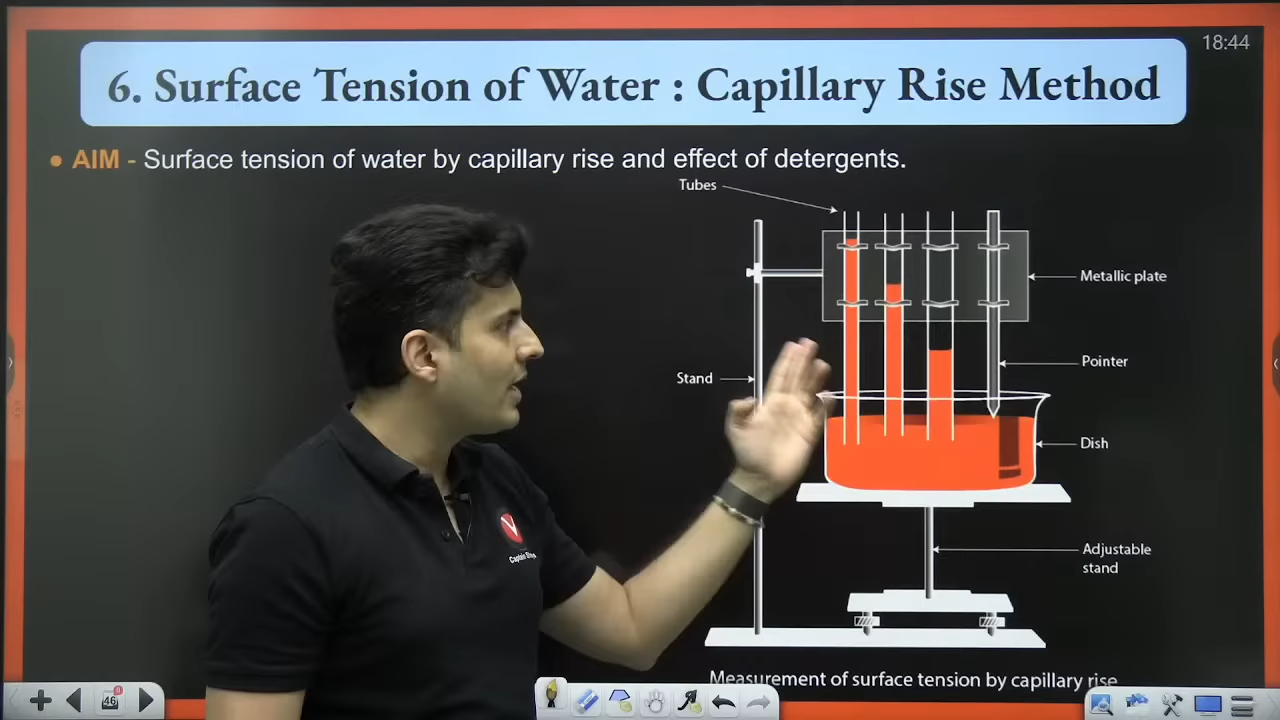 18:44
6. Surface Tension of Water : Capillary Rise Method
• AIM - Surface tension of water by capillary rise and effect of detergents.
Tubes
Metallic plate
Pointer
Stand
Dish
Adjustable
stand
Measurement of surface tension by capillary rise
46